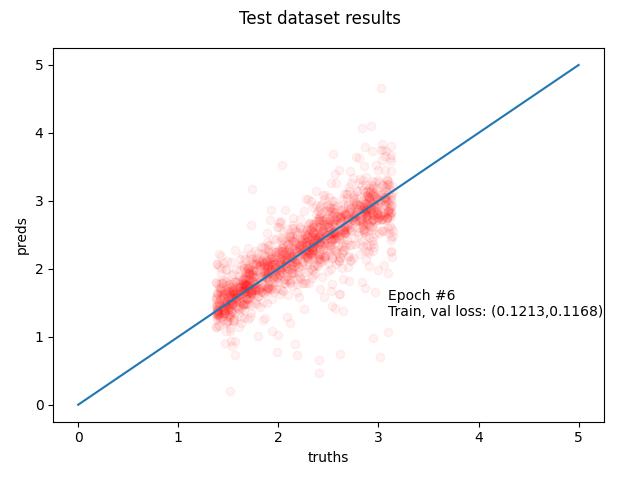 Test dataset results
5
4
3
2
1
0
preds
Epoch #6
Train, val loss: (0.1213,0.1168)
0 1 2 3 4 5
truths